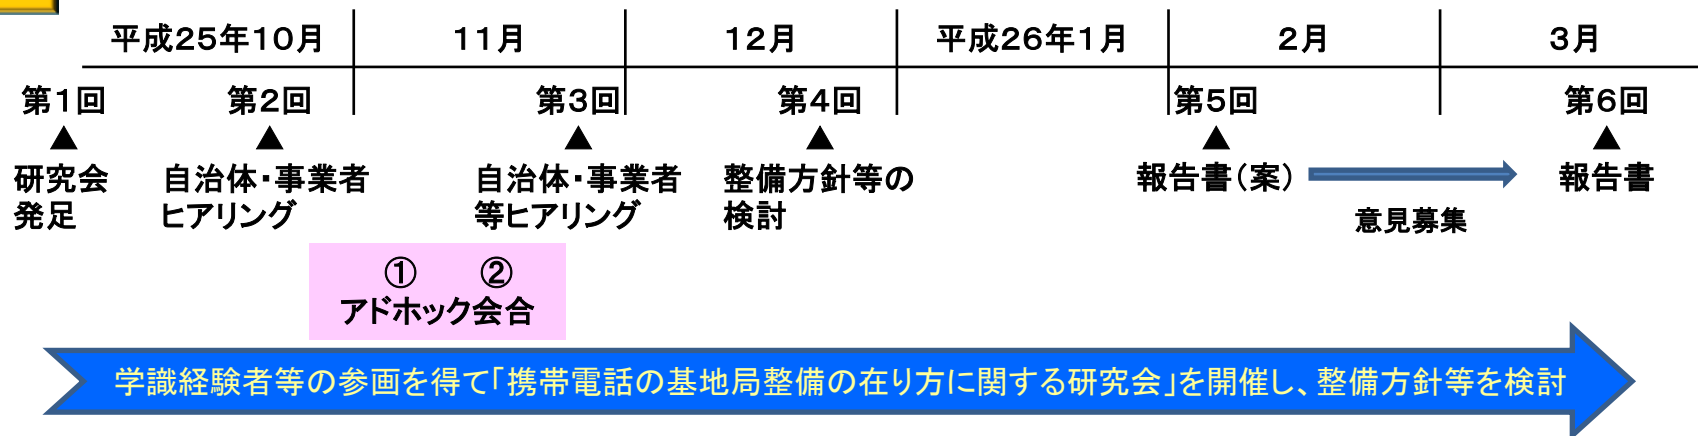 平成25年10月
11月
12月
平成26年1月
2月
3月
第1回
第2回
第3回
第4回
第5回
第6回
▲
▲
▲
▲
▲
▲
研究会
発足
自治体・事業者
ヒアリング
自治体・事業者
等ヒアリング
整備方針等の
検討
報告書(案)
意見募集
報告書
① ②
アドホック会合
学識経験者等の参画を得て「携帯電話の基地局整備の在り方に関する研究会」を開催し、整備方針等を検討